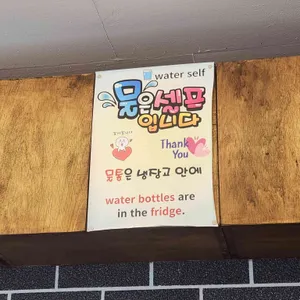 water self
물은셀프
입니다
Thank
You
물통은 냉장고 안에
water bottles are
in the fridge.